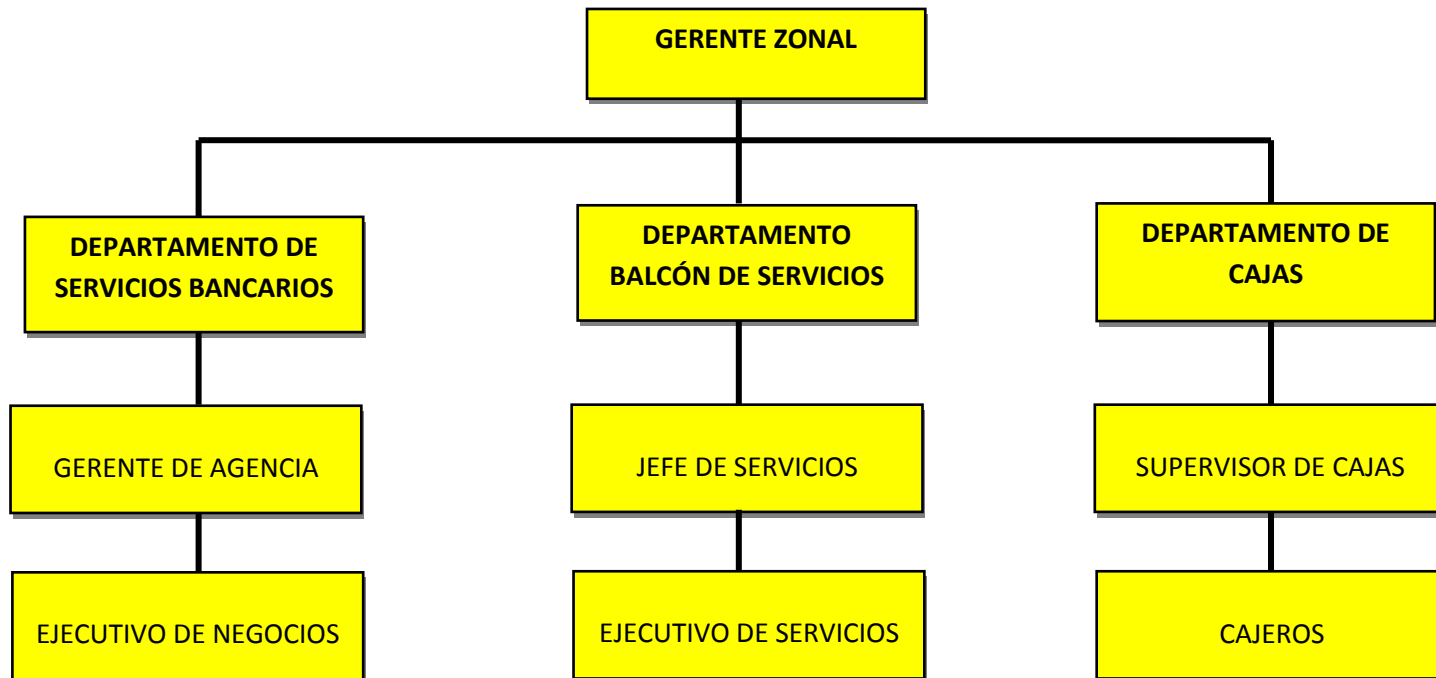 GERENTE ZONAL
DEPARTAMENTO DE
SERVICIOS BANCARIOS
DEPARTAMENTO
BALCÓN DE SERVICIOS
DEPARTAMENTO DE
CAJAS
GERENTE DE AGENCIA
JEFE DE SERVICIOS
SUPERVISOR DE CAJAS
EJECUTIVO DE NEGOCIOS
EJECUTIVO DE SERVICIOS
CAJEROS